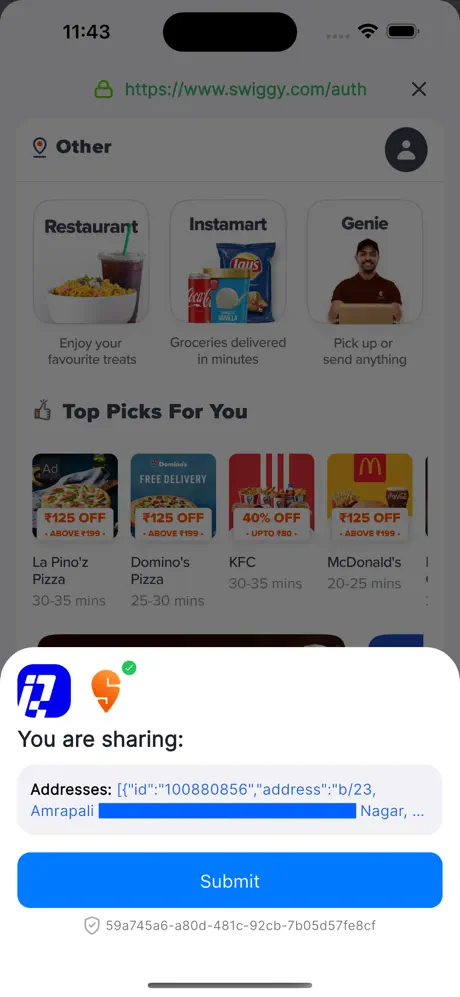 11:43
https://www.swiggy.com/auth
Other
Restaurant
Instamart
Genie
Lay's
Coca-Cola
VANILLA
Enjoy your
favourite treats
Groceries delivered
in minutes
Pick up or
send anything
Top Picks For You
Ad
₹125 OFF
• ABOVE ₹199 •
Domino's
FREE DELIVERY
₹125 OFF
• ABOVE ₹199 •
40% OFF
• UPTO ₹80 •
₹125 OFF
• ABOVE ₹199 •
La Pino'z
Pizza
30-35 mins
Domino's
Pizza
25-30 mins
KFC
30-35 mins
McDonald's
20-25 mins
You are sharing:
Addresses: [{"id":"100880856","address":"b/23,
Amrapali Nagar, ...
Submit
59a745a6-a80d-481c-92cb-7b05d57fe8cf